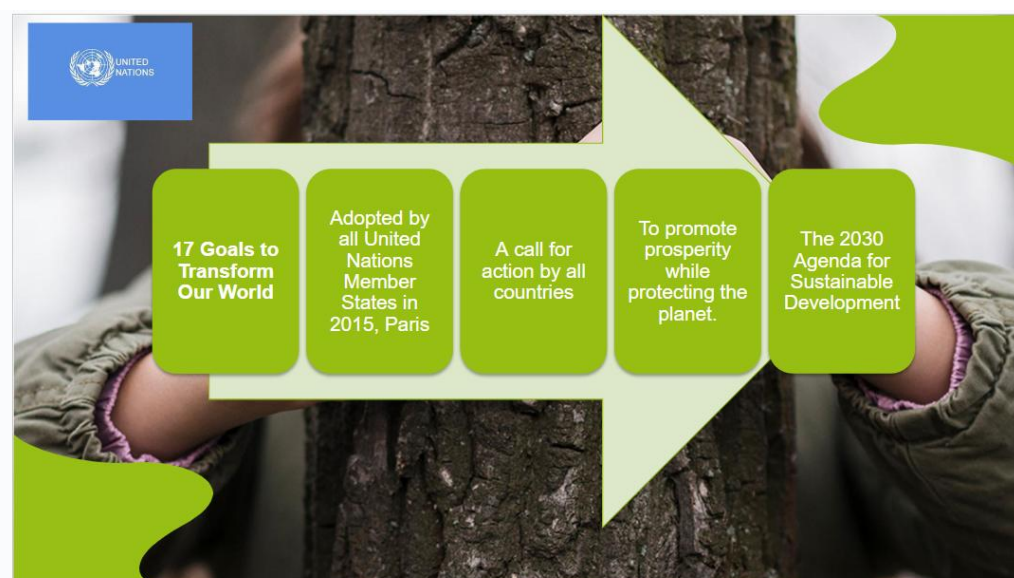 UNITED
NATIONS
17 Goals to
Transform
Our World
Adopted by
all United
Nations
Member
States in
2015, Paris
A call for
action by all
countries
To promote
prosperity
while
protecting the
planet.
The 2030
Agenda for
Sustainable
Development